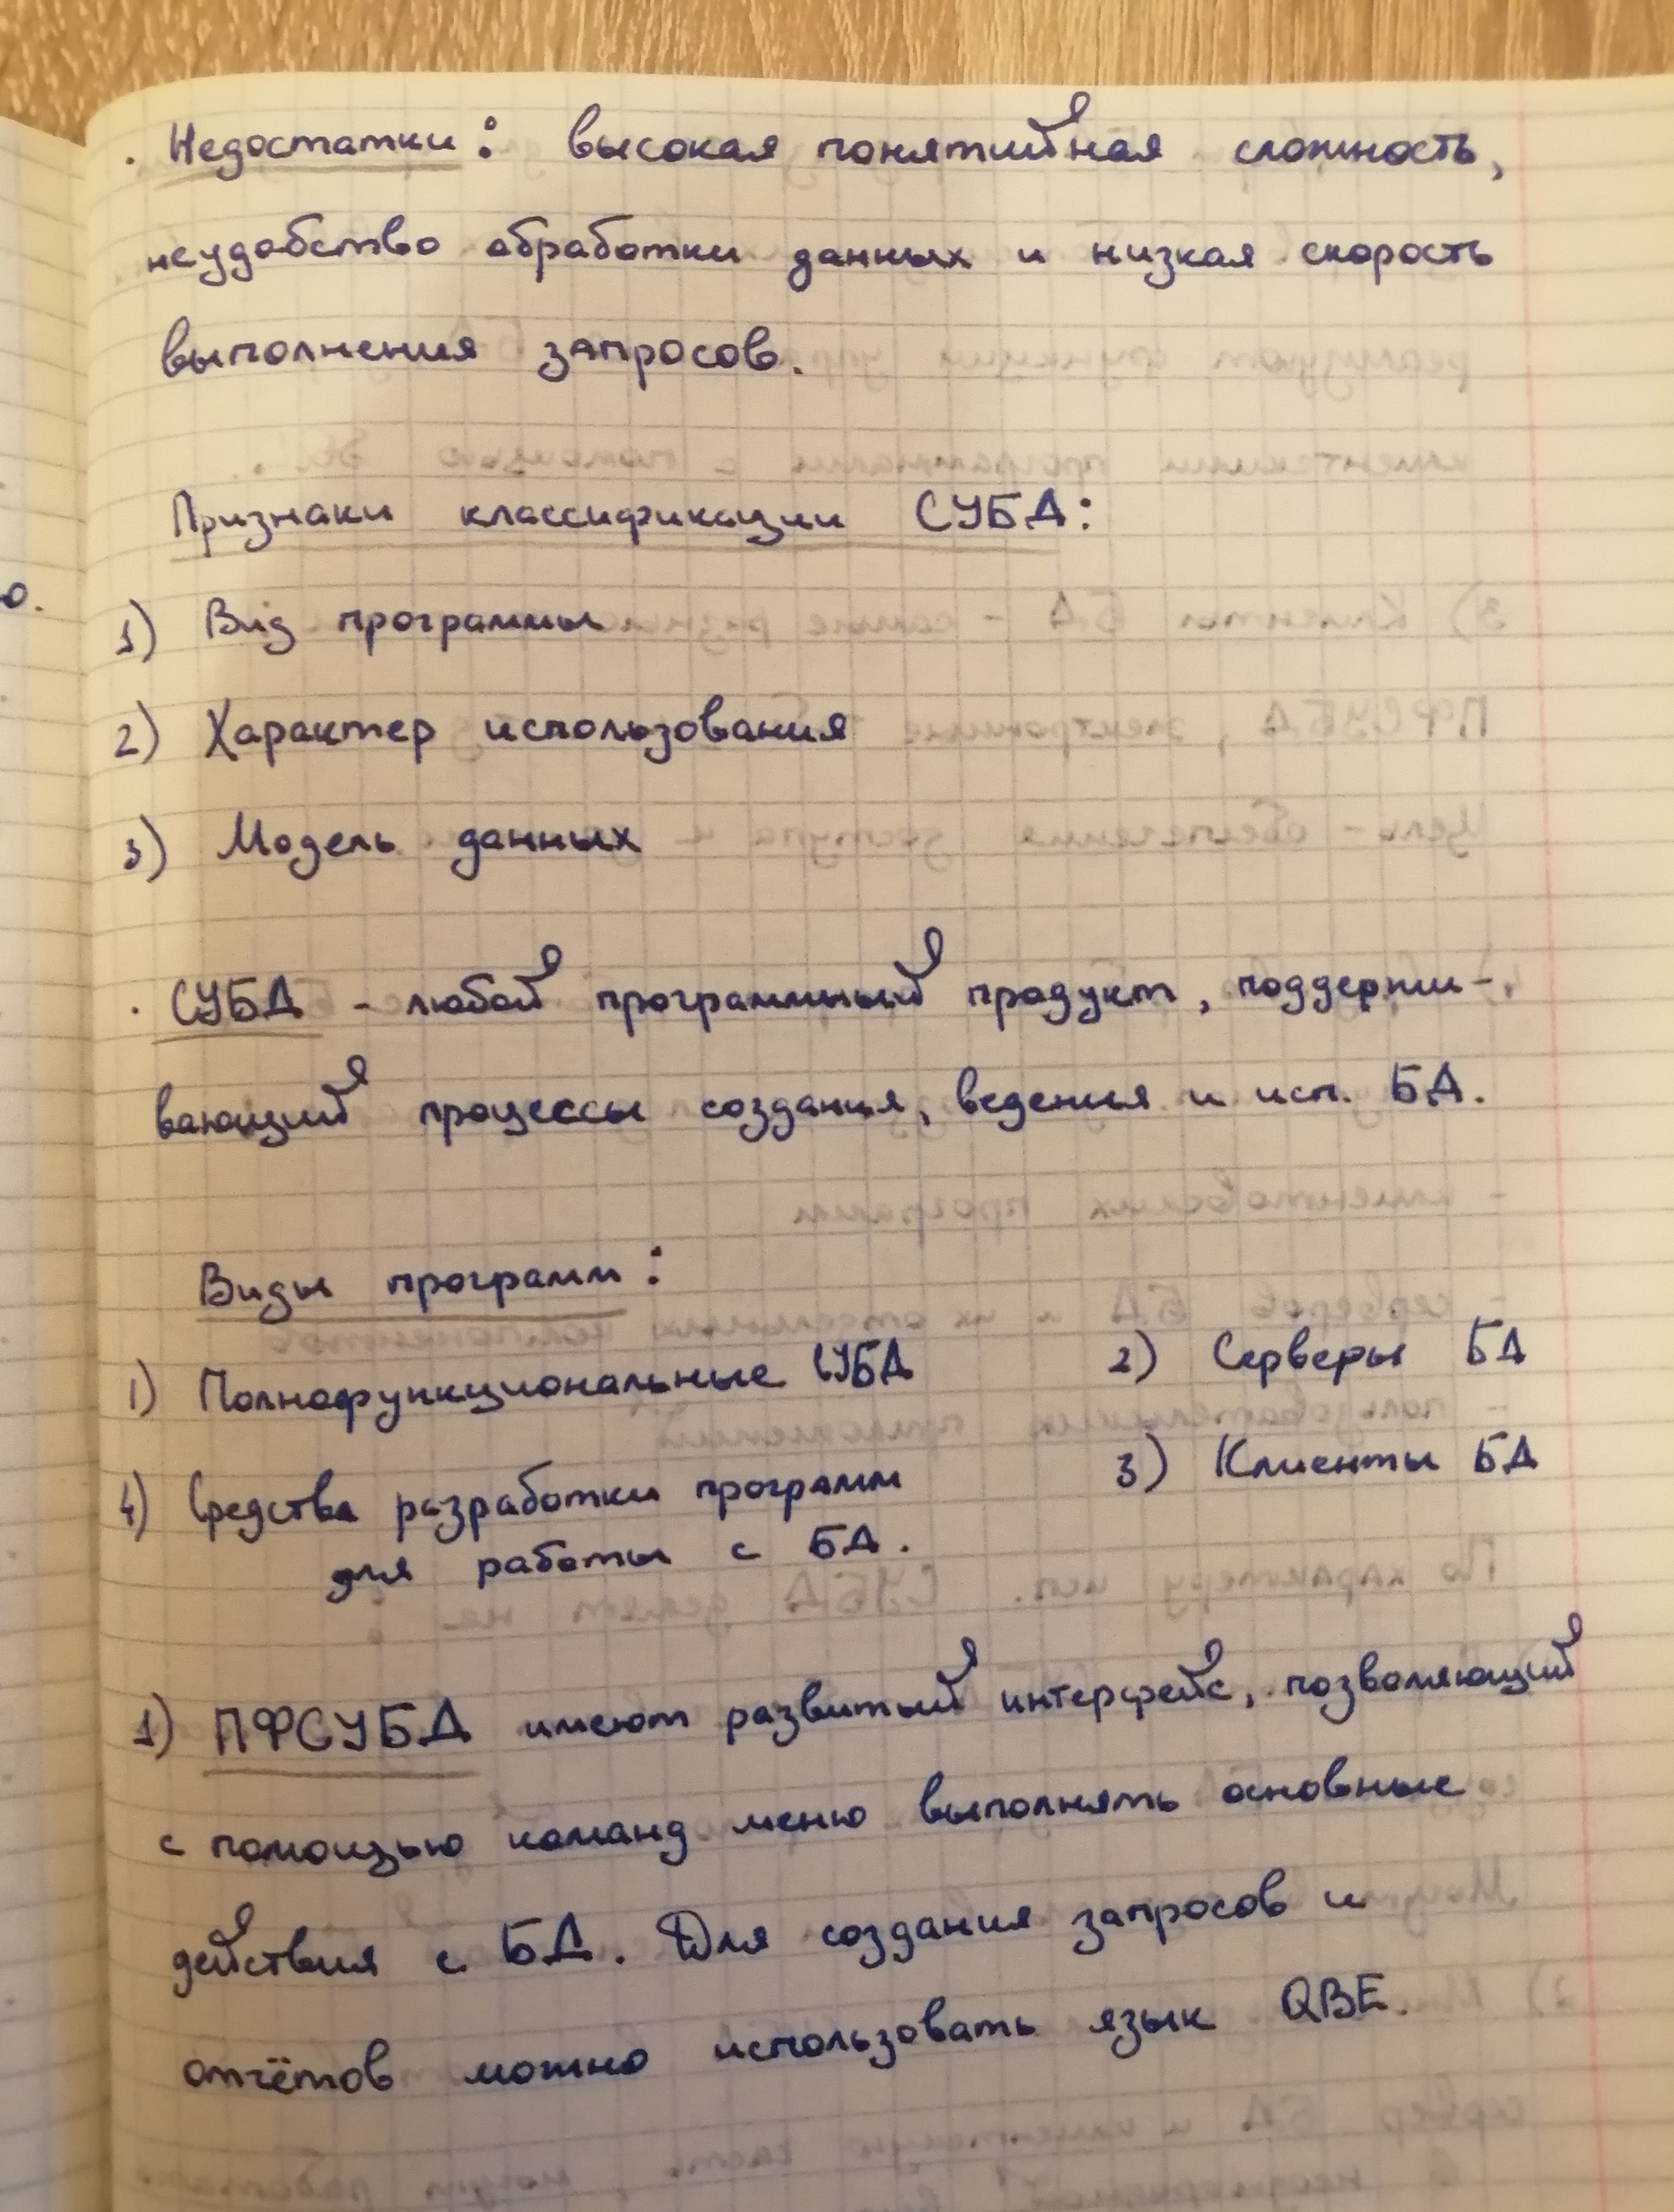 · Недостатки: высокая понятийная сложность,
неудобство обработки данных и низкая скорость
выполнения запросов.
Признаки классификации СУБД:
1) Вид программы
2) Характер использования
3) Модель данных
· СУБД - любой программный продукт, поддержи-
вающий процессы создания, ведения и исп. БД.
Виды программ:
1) Полнофункциональные СУБД
2) Серверы БД
3) Клиенты БД
4) Средства разработки программ
для работы с БД.
1) ПФСУБД имеют развитый интерфейс, позволяющий
с помощью команд меню выполнять основные
действия с БД. Для создания запросов и
отчётов можно использовать язык QBE.